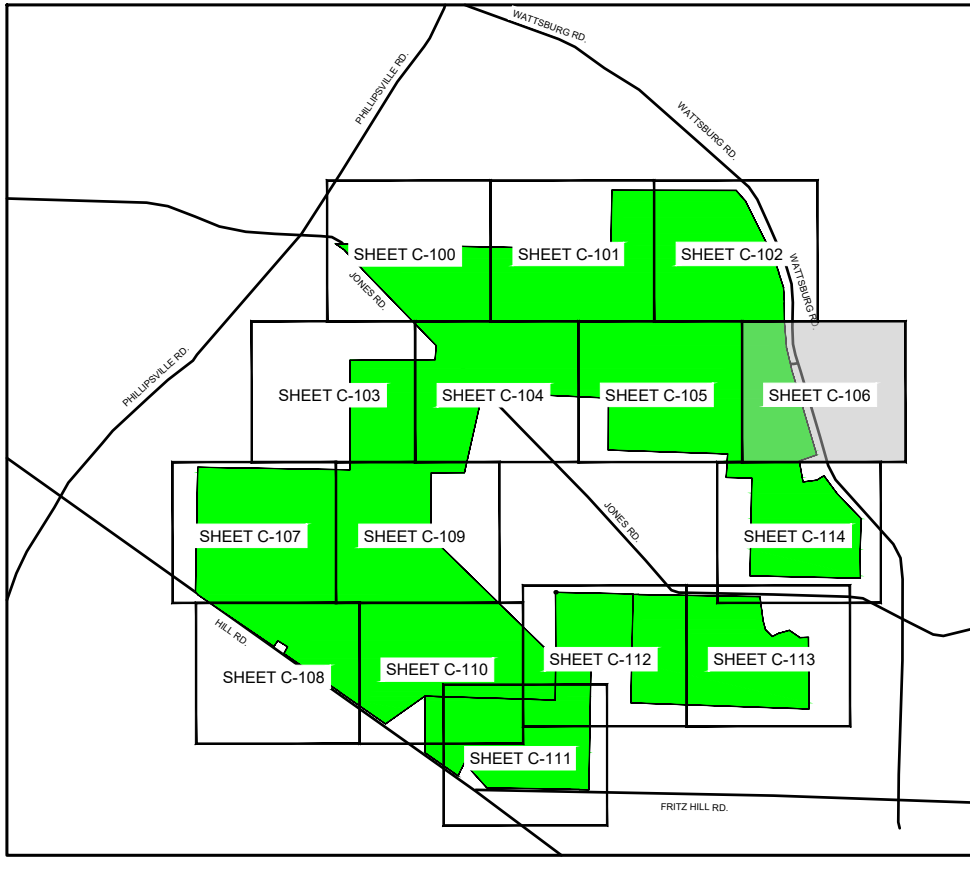 WATTSBURG RD.
PHILLIPSVILLE RD.
WATTSBURG RD.
SHEET C-100
SHEET C-101
SHEET C-102
JONES RD.
WATTSBURG RD.
PHILLIPSVILLE RD.
SHEET C-103
SHEET C-104
SHEET C-105
SHEET C-106
SHEET C-107
SHEET C-109
JONES RD.
SHEET C-114
HILL RD.
SHEET C-108
SHEET C-110
SHEET C-112
SHEET C-113
SHEET C-111
FRITZ HILL RD.